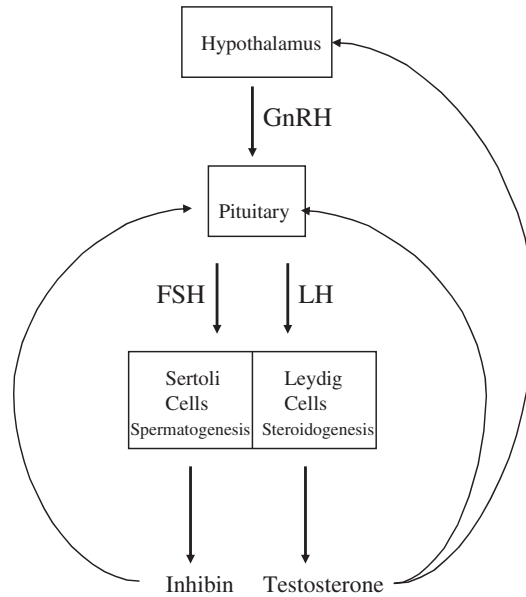 Hypothalamus
GnRH
Pituitary
FSH
LH
Sertoli
Cells
Spermatogenesis
Leydig
Cells
Steroidogenesis
Inhibin
Testosterone